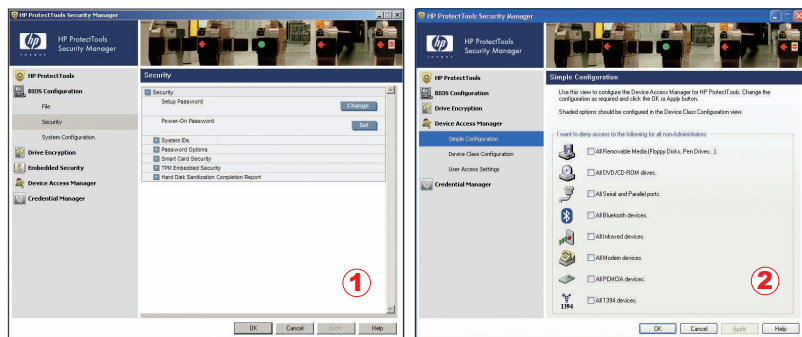 HP ProtectTools Security Manager
hp
invent
HP ProtectTools
Security Manager
HP ProtectTools
BIOS Configuration
File
Security
System Configuration
Drive Encryption
Embedded Security
Device Access Manager
Credential Manager
Security
Security
Setup Password
Change
Power-On Password
Set
System IDs
Password Options
Smart Card Security
TPM Embedded Security
Hard Disk Sanitization Completion Report
1
OK
Cancel
Apply
Help
HP ProtectTools Security Manager
hp
invent
HP ProtectTools
Security Manager
HP ProtectTools
BIOS Configuration
Drive Encryption
Device Access Manager
Simple Configuration
Device Class Configuration
User Access Settings
Credential Manager
Simple Configuration
Use this view to configure the Device Access Manager for HP ProtectTools. Change the
configuration as required and click the OK or Apply button.
Shaded options should be configured in the Device Class Configuration view.
I want to deny access to the following for all non-Administrators
All Removable Media (Floppy Disks, Pen Drives...).
All DVD/CD-ROM drives.
All Serial and Parallel ports.
All Bluetooth devices.
All Infrared devices.
All Modem devices.
All PCMCIA devices.
1394
All 1394 devices.
2
OK
Cancel
Apply
Help